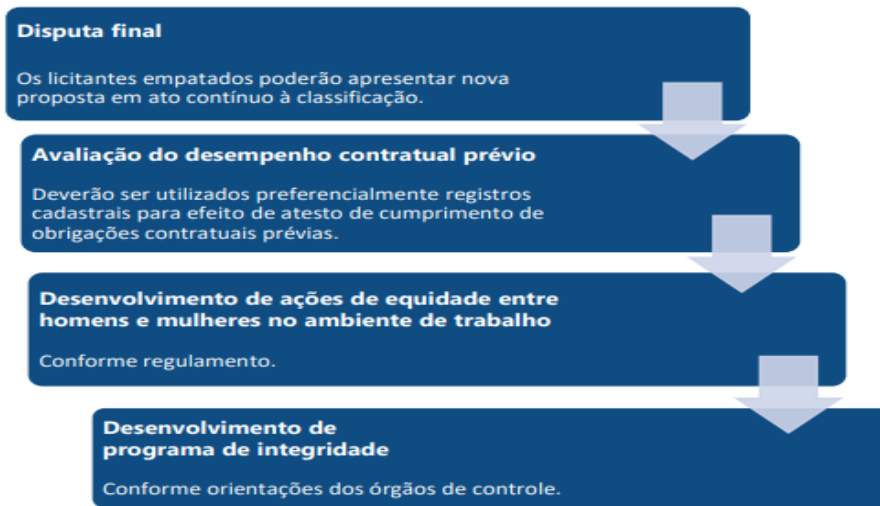 Disputa final
Os licitantes empatados poderão apresentar nova
proposta em ato contínuo à classificação.
Avaliação do desempenho contratual prévio
Deverão ser utilizados preferencialmente registros
cadastrais para efeito de atesto de cumprimento de
obrigações contratuais prévias.
Desenvolvimento de ações de equidade entre
homens e mulheres no ambiente de trabalho
Conforme regulamento.
Desenvolvimento de
programa de integridade
Conforme orientações dos órgãos de controle.